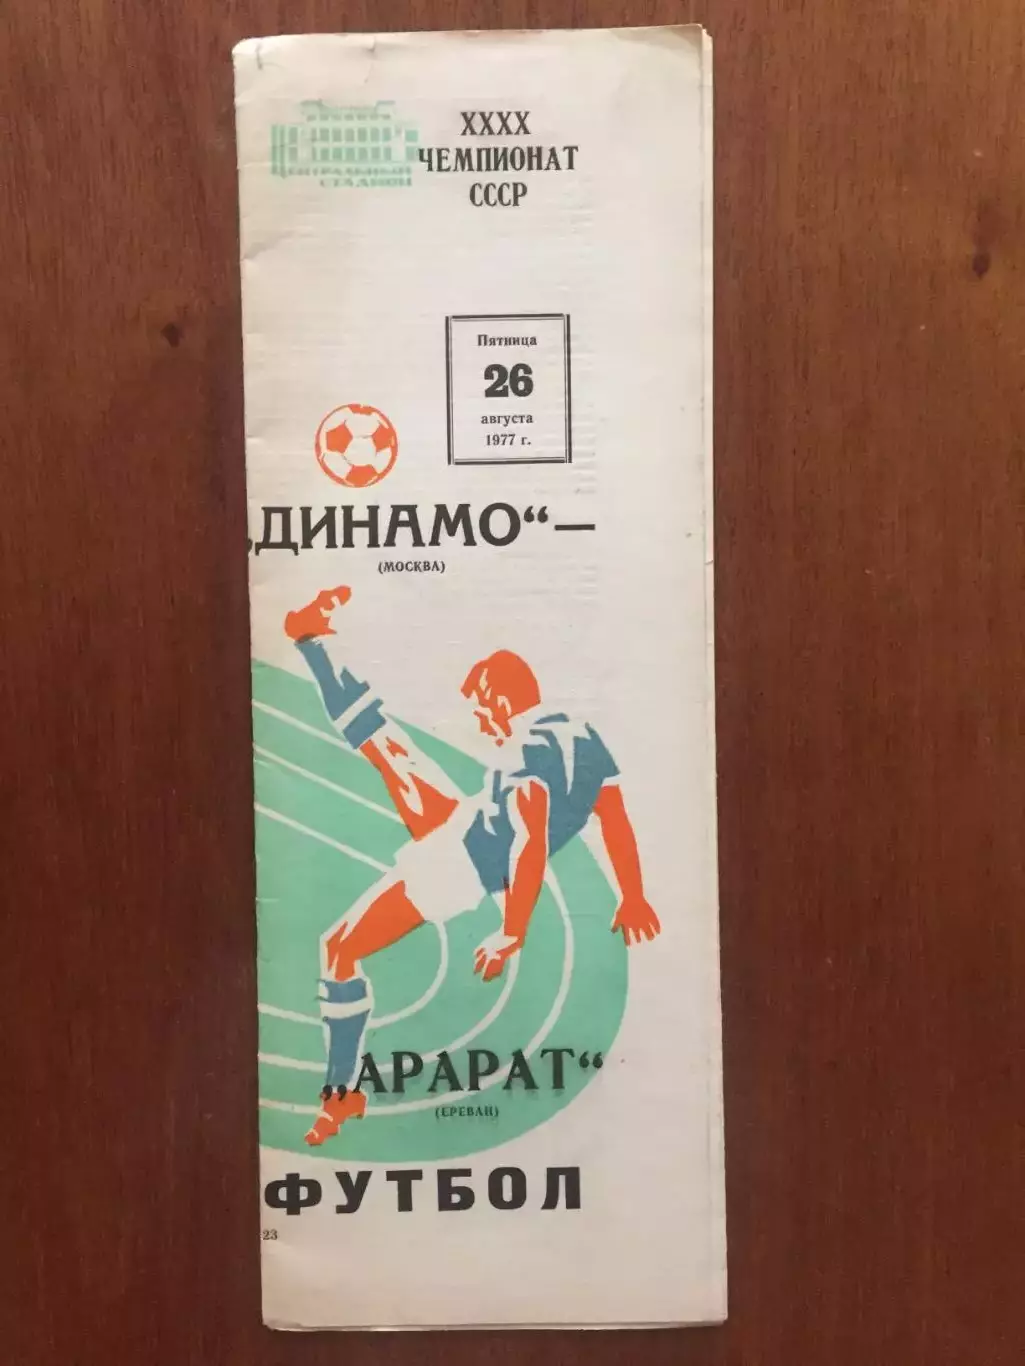 ЦЕНТРАЛЬНЫЙ
СТАДИОН
XXXX
ЧЕМПИОНАТ
СССР
Пятница
26
августа
1977 г.
„ДИНАМО“ —
(МОСКВА)
„АРАРАТ“
(ЕРЕВАН)
ФУТБОЛ
23